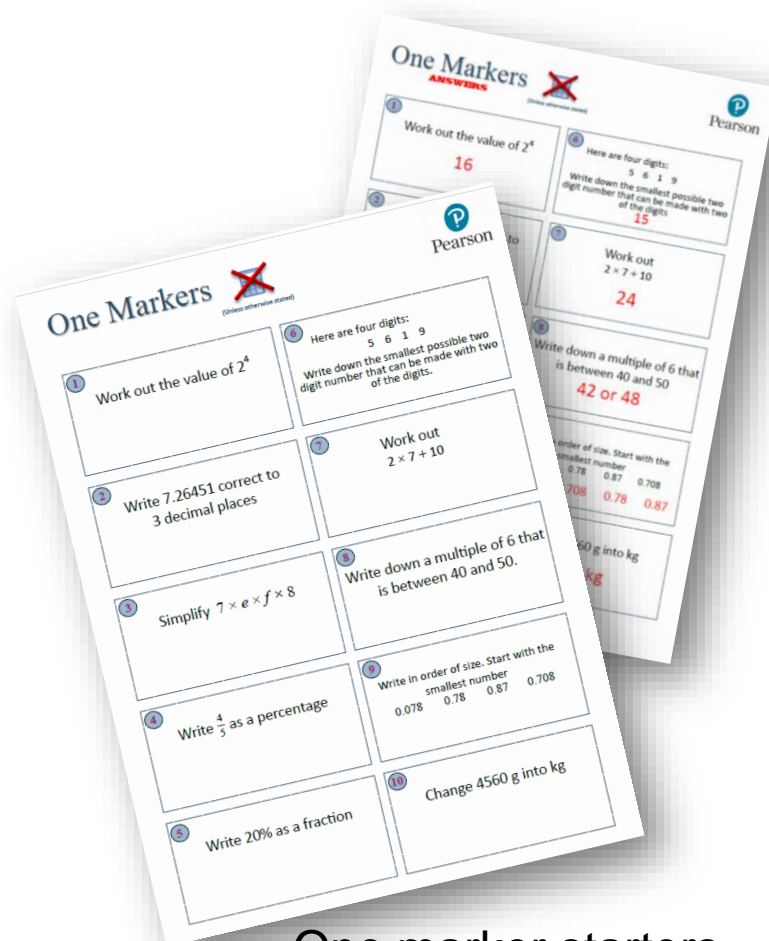 One Markers
ANSWERS
(Unless otherwise stated)
Pearson
1
Work out the value of 2⁴
16
6
Here are four digits:
5 6 1 9
Write down the smallest possible two
digit number that can be made with two
of the digits
15
2
to
7
Work out
2 × 7 + 10
24
8
Write down a multiple of 6 that
is between 40 and 50
42 or 48
order of size. Start with the
smallest number
0.78 0.87 0.708
708 0.78 0.87
60 g into kg
kg
One Markers
(Unless otherwise stated)
Pearson
1
Work out the value of 2⁴
2
Write 7.26451 correct to
3 decimal places
3
Simplify 7 × e × f × 8
4
Write 4/5 as a percentage
5
Write 20% as a fraction
6
Here are four digits:
5 6 1 9
Write down the smallest possible two
digit number that can be made with two
of the digits.
7
Work out
2 × 7 + 10
8
Write down a multiple of 6 that
is between 40 and 50.
9
Write in order of size. Start with the
smallest number
0.078 0.78 0.87 0.708
10
Change 4560 g into kg
One marker starters